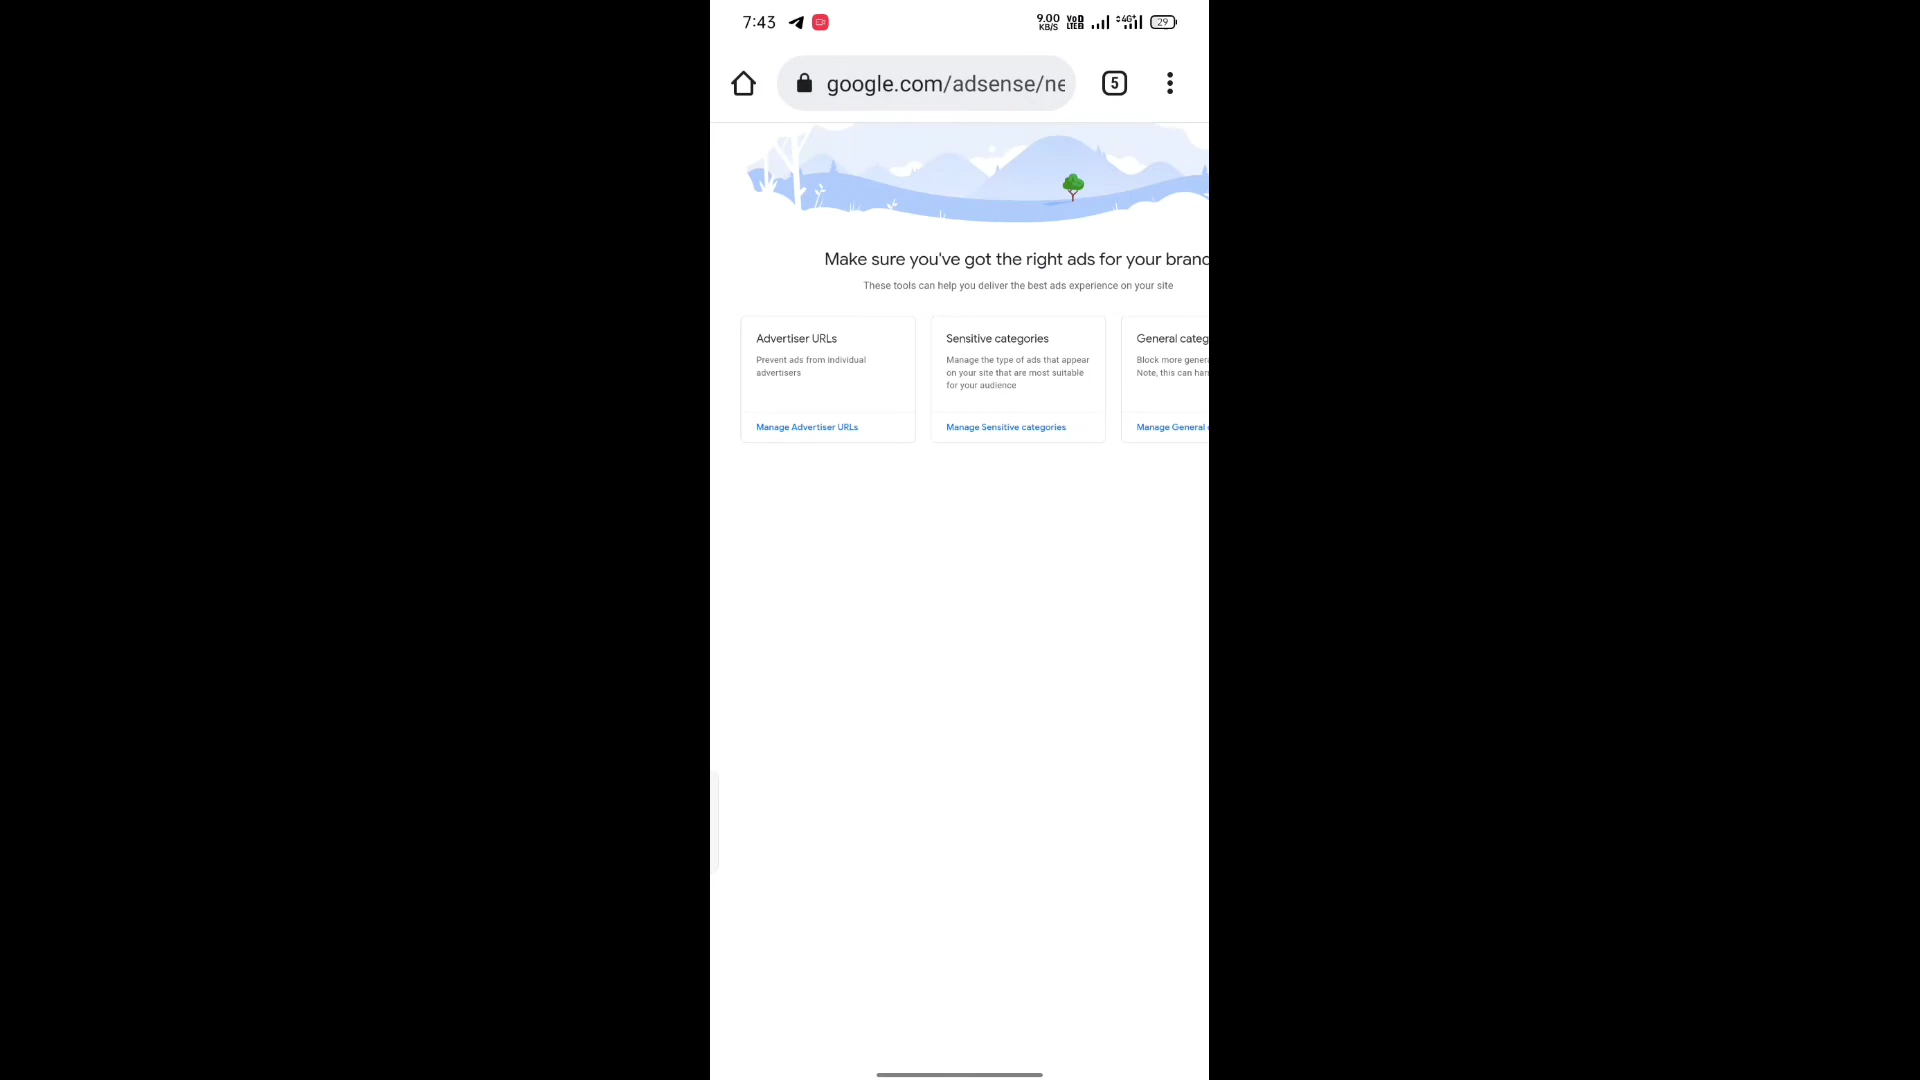 7:43
9.00 KB/S
VoD LTE2
4G+
29
google.com/adsense/ne
5
Make sure you've got the right ads for your brand
These tools can help you deliver the best ads experience on your site
Advertiser URLs
Prevent ads from individual
advertisers
Manage Advertiser URLs
Sensitive categories
Manage the type of ads that appear
on your site that are most suitable
for your audience
Manage Sensitive categories
General categ
Block more gener
Note, this can har
Manage General